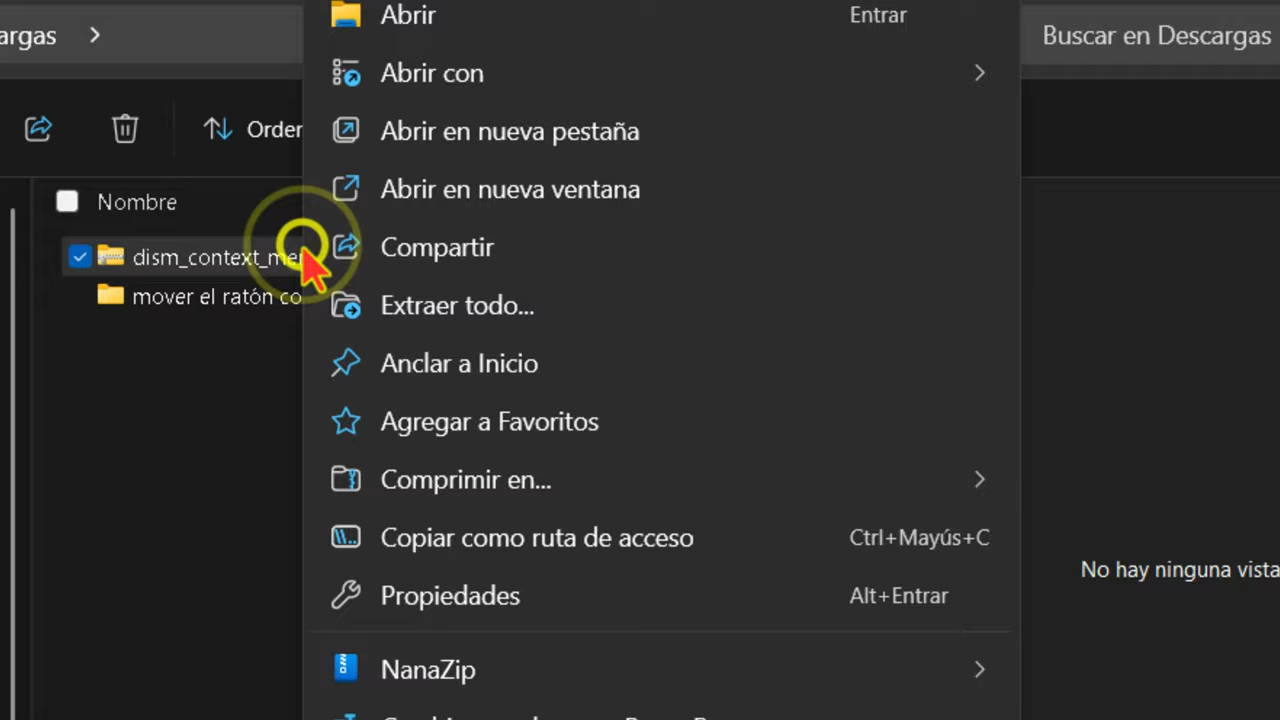 Abrir Entrar
argas Buscar en Descargas
Abrir con
Order
Abrir en nueva pestaña
Abrir en nueva ventana
Nombre
Compartir
dism_context_me
mover el ratón co
Extraer todo...
Anclar a Inicio
Agregar a Favoritos
Comprimir en...
Copiar como ruta de acceso Ctrl+Mayús+C
No hay ninguna vista
Propiedades Alt+Entrar
NanaZip